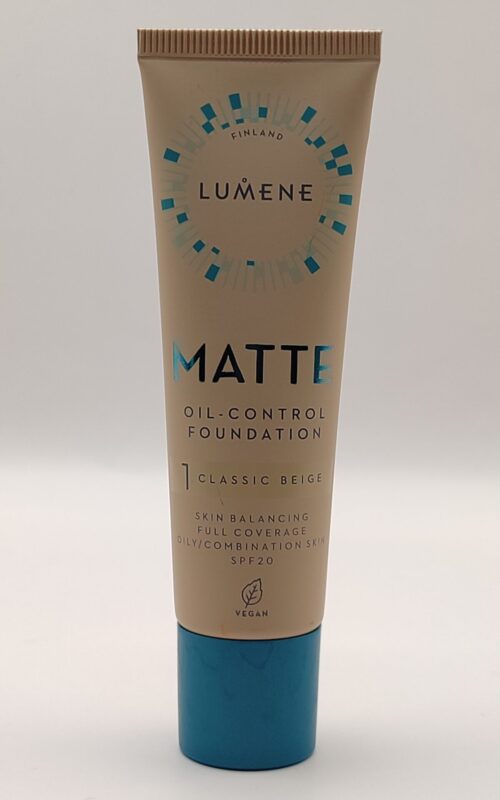 FINLAND
LUMENE
MATTE
OIL-CONTROL
FOUNDATION
1 CLASSIC BEIGE
SKIN BALANCING
FULL COVERAGE
OILY/COMBINATION SKIN
SPF20
VEGAN